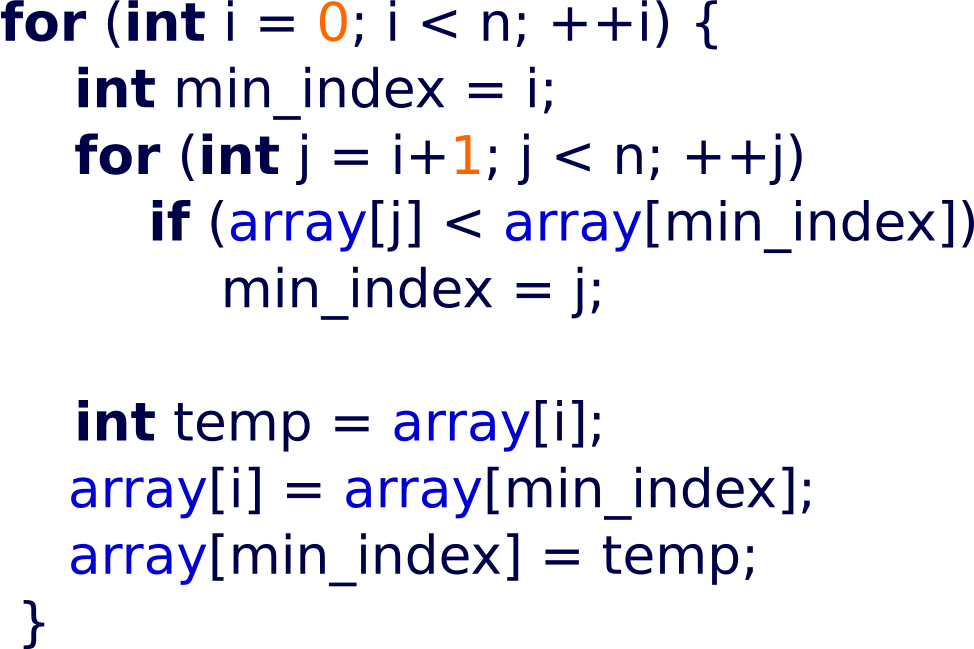 for (int i = 0; i < n; ++i) {
int min_index = i;
for (int j = i+1; j < n; ++j)
if (array[j] < array[min_index])
min_index = j;
int temp = array[i];
array[i] = array[min_index];
array[min_index] = temp;
}